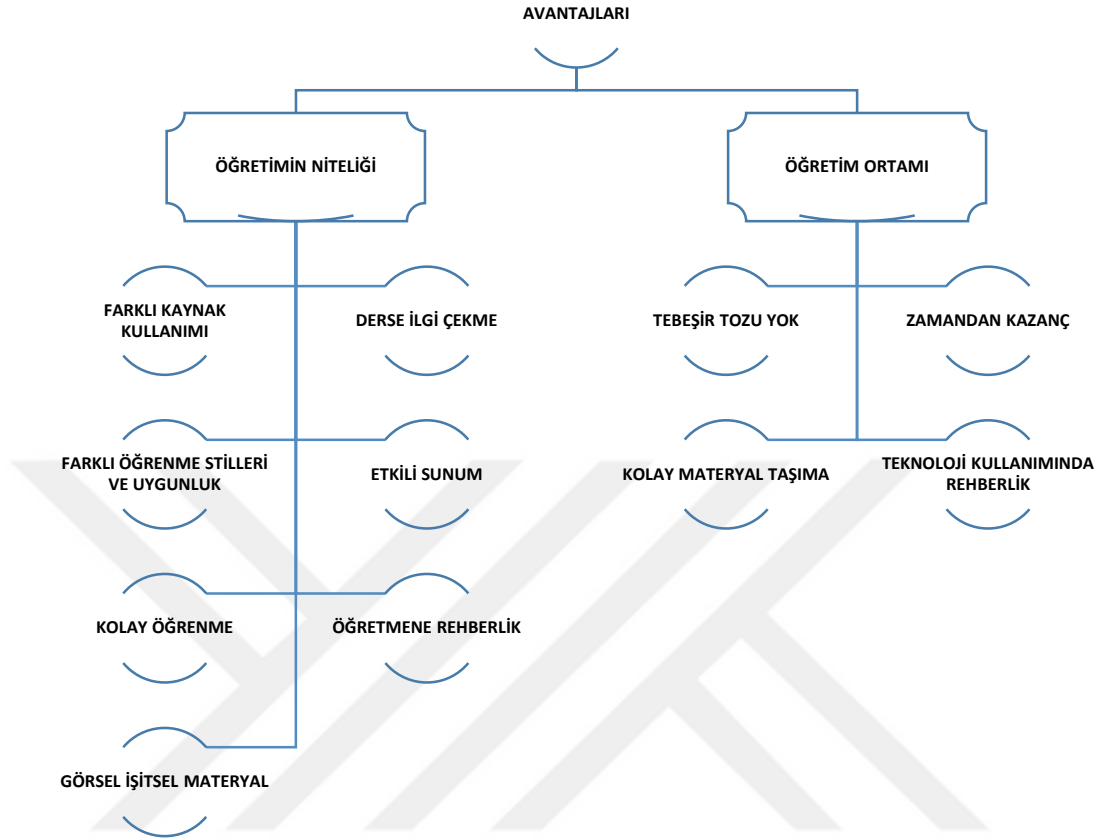 AVANTAJLARI
ÖĞRETİMİN NİTELİĞİ
ÖĞRETİM ORTAMI
FARKLI KAYNAK
KULLANIMI
DERSE İLGİ ÇEKME
TEBEŞİR TOZU YOK
ZAMANDAN KAZANÇ
FARKLI ÖĞRENME STİLLERİ
VE UYGUNLUK
ETKİLİ SUNUM
KOLAY MATERYAL TAŞIMA
TEKNOLOJİ KULLANIMINDA
REHBERLİK
KOLAY ÖĞRENME
ÖĞRETMENE REHBERLİK
GÖRSEL İŞİTSEL MATERYAL